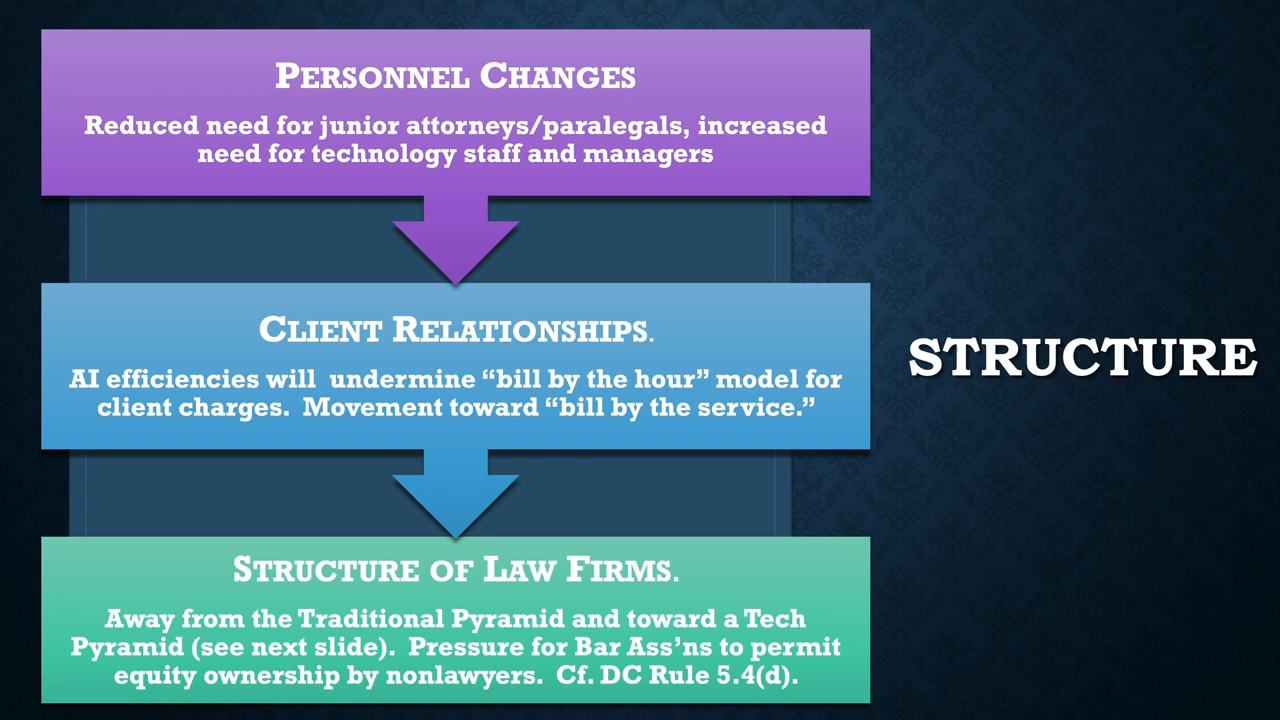 PERSONNEL CHANGES
Reduced need for junior attorneys/paralegals, increased
need for technology staff and managers
CLIENT RELATIONSHIPS.
AI efficiencies will  undermine “bill by the hour” model for
client charges.  Movement toward “bill by the service.”
STRUCTURE
STRUCTURE OF LAW FIRMS.
Away from the Traditional Pyramid and toward a Tech
Pyramid (see next slide).  Pressure for Bar Ass’ns to permit
equity ownership by nonlawyers.  Cf. DC Rule 5.4(d).